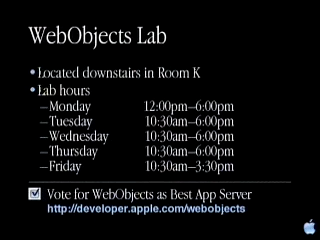 WebObjects Lab
• Located downstairs in Room K
• Lab hours
–Monday 12:00pm–6:00pm
–Tuesday 10:30am–6:00pm
–Wednesday 10:30am–6:00pm
–Thursday 10:30am–6:00pm
–Friday 10:30am–3:30pm
Vote for WebObjects as Best App Server
http://developer.apple.com/webobjects